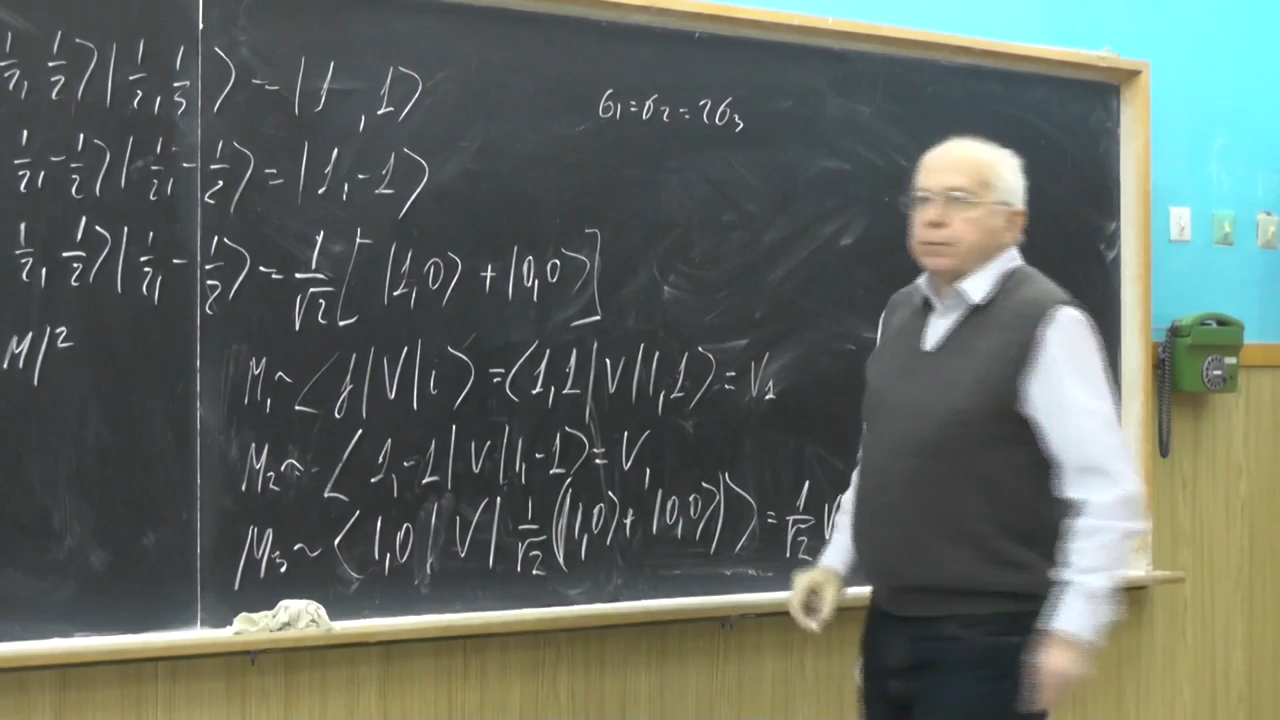 1/2, 1/2⟩|1/2, 1/2⟩ = |1, 1⟩
σ₁=σ₂=2σ₃
1/2, -1/2⟩|1/2, -1/2⟩ = |1, -1⟩
1/2, 1/2⟩|1/2, -1/2⟩ = 1/√2[|1,0⟩ + |0,0⟩]
M|²
M₁~⟨f|V|i⟩ = ⟨1,1|V|1,1⟩ = V₁
M₂~⟨1,-1|V|1,-1⟩ = V₁
M₃~⟨1,0|V|1/√2(|1,0⟩+|0,0⟩)⟩ = 1/√2 V